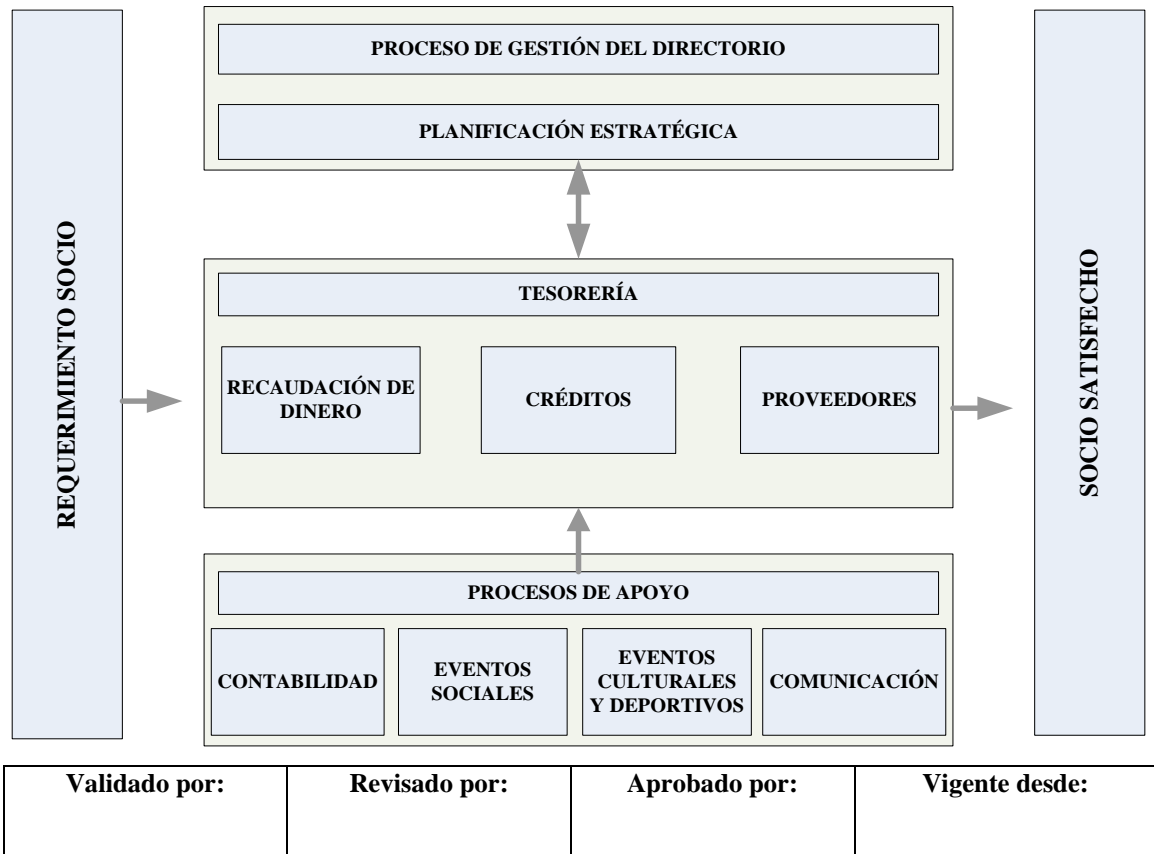 PROCESO DE GESTIÓN DEL DIRECTORIO
PLANIFICACIÓN ESTRATÉGICA
REQUERIMIENTO SOCIO
TESORERÍA
RECAUDACIÓN DE
DINERO
CRÉDITOS
PROVEEDORES
SOCIO SATISFECHO
PROCESOS DE APOYO
CONTABILIDAD
EVENTOS
SOCIALES
EVENTOS
CULTURALES
Y DEPORTIVOS
COMUNICACIÓN
Validado por:
Revisado por:
Aprobado por:
Vigente desde: